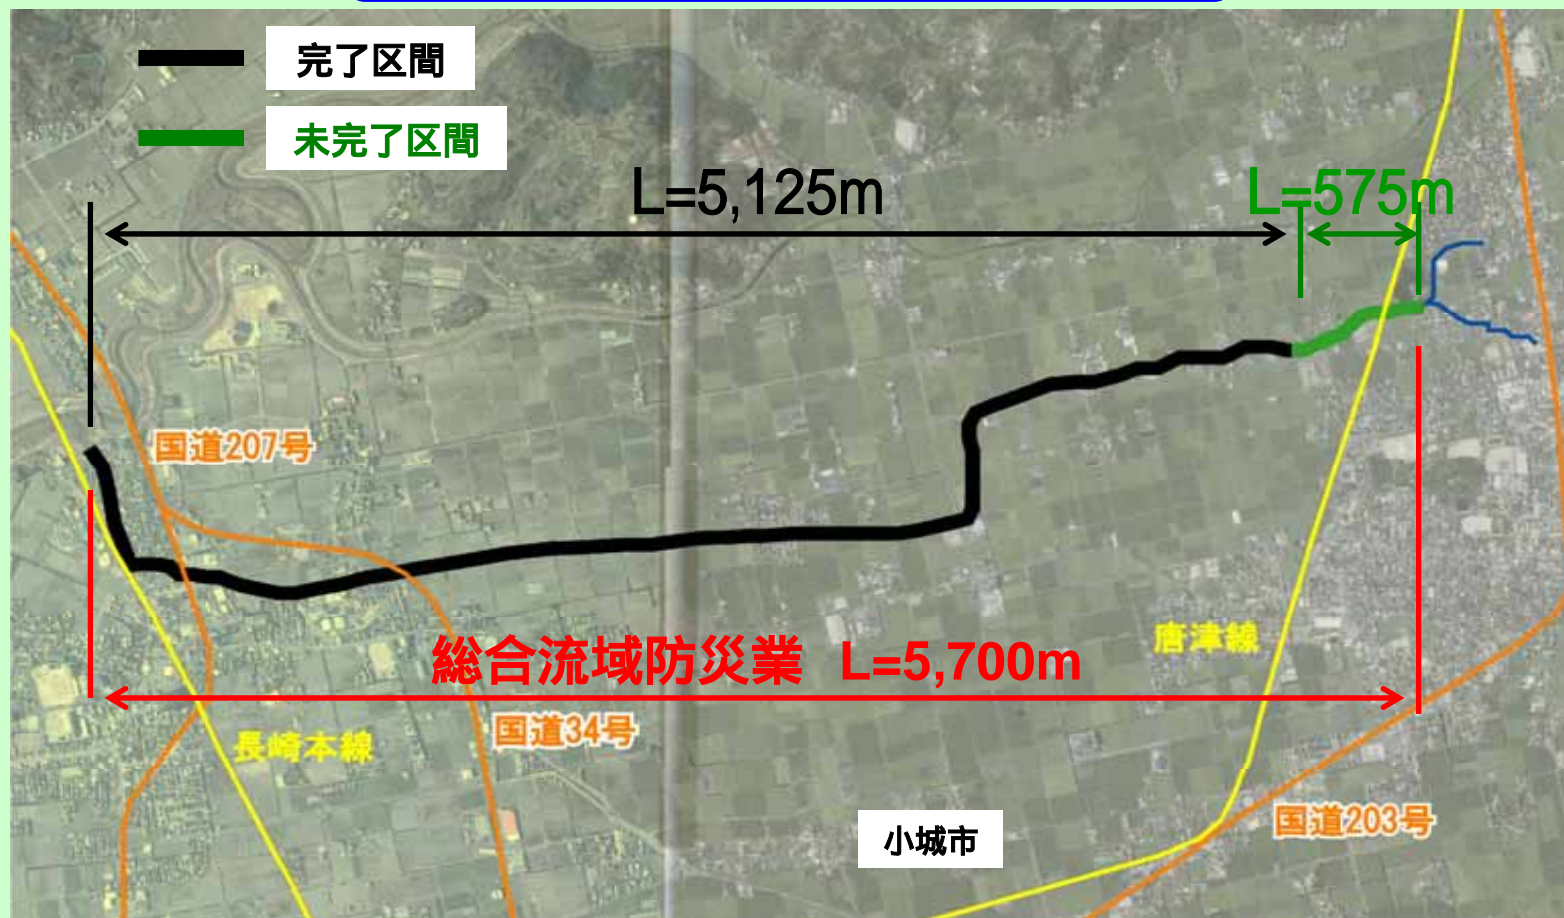 完了区間
未完了区間
L=5,125m
L=575m
国道207号
総合流域防災業 L=5,700m
唐津線
国道34号
長崎本線
国道203号
小城市